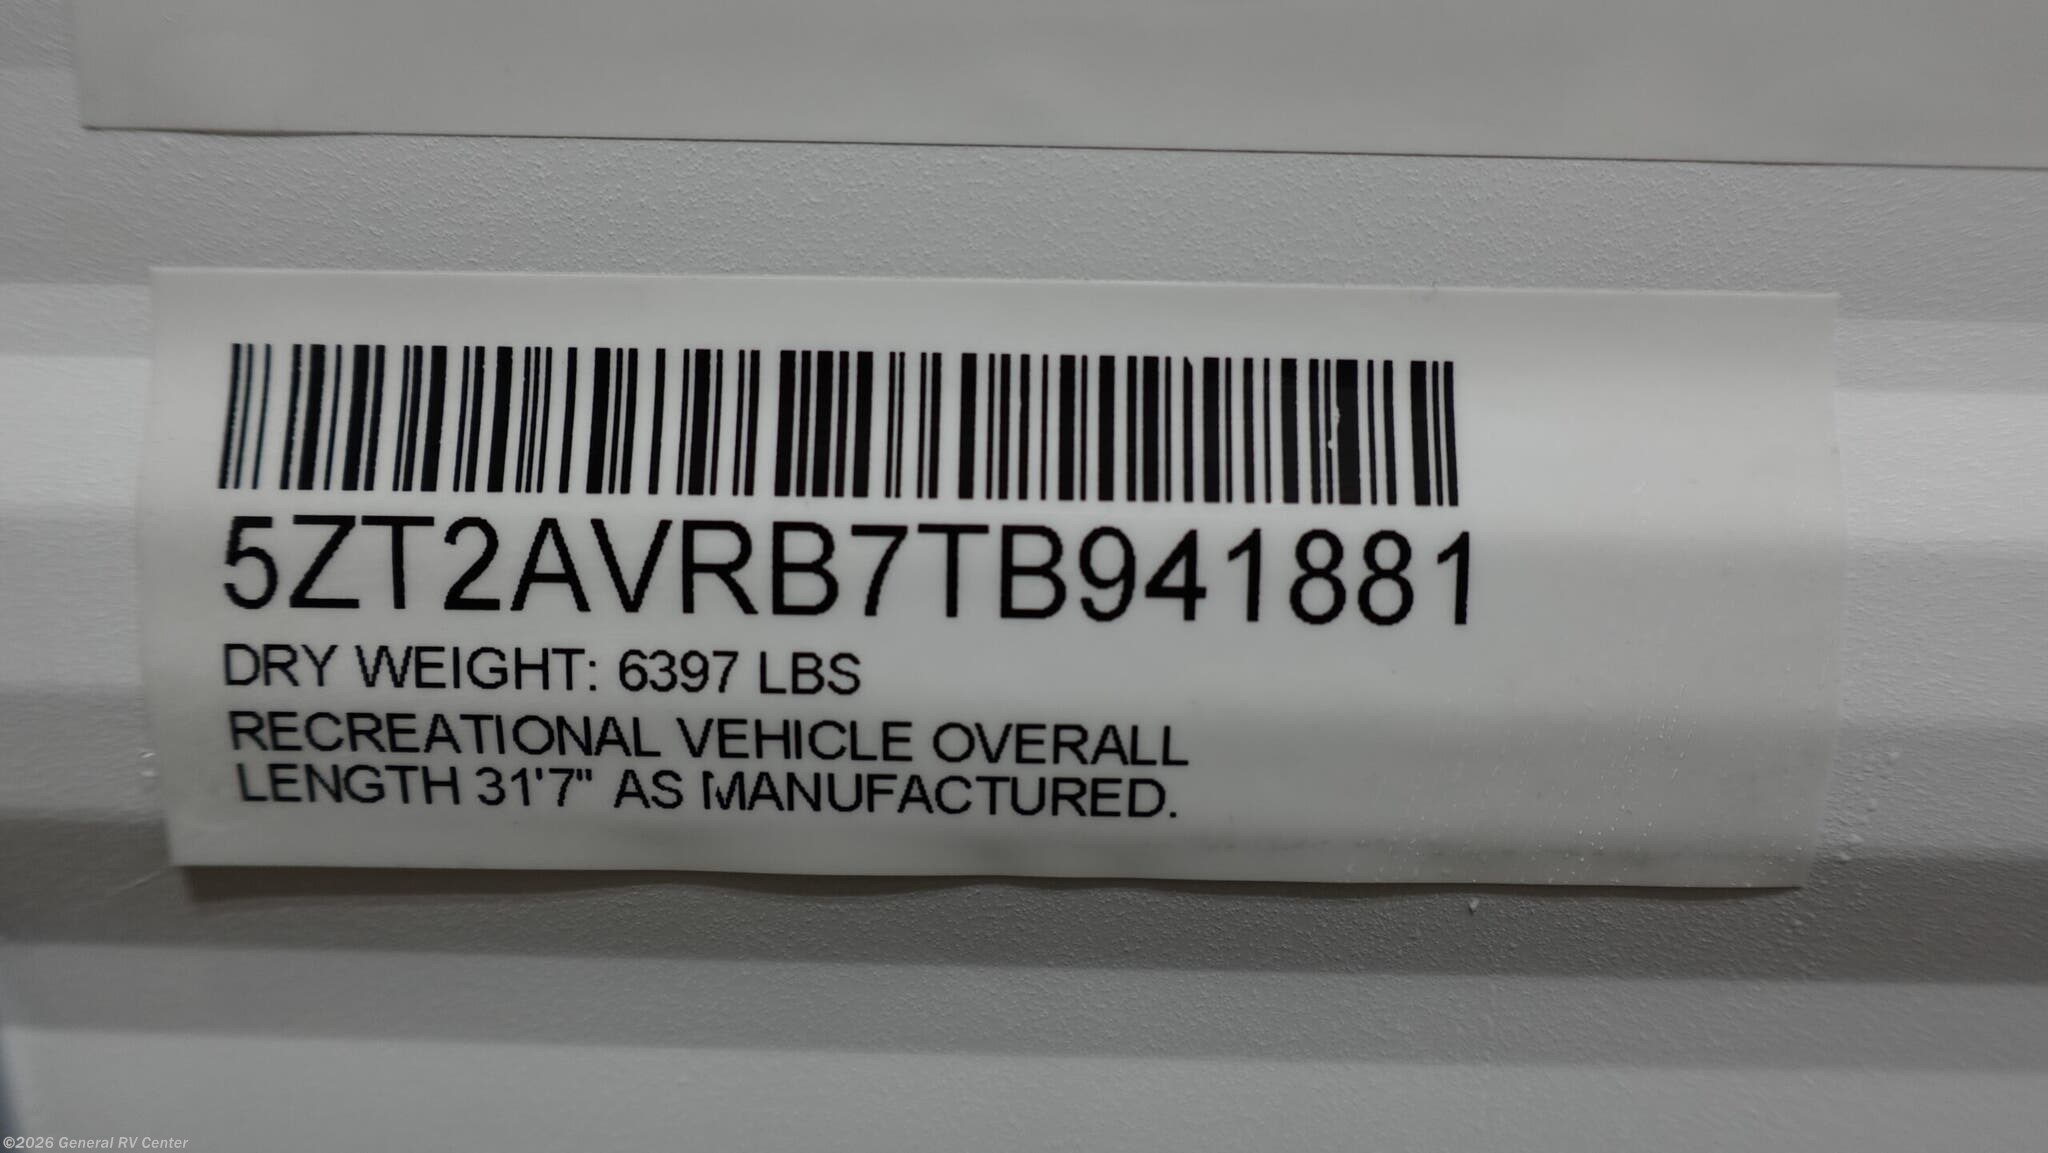 5ZT2AVRB7TB941881
DRY WEIGHT: 6397 LBS
RECREATIONAL VEHICLE OVERALL
LENGTH 31'7" AS MANUFACTURED.
©2026 General RV Center